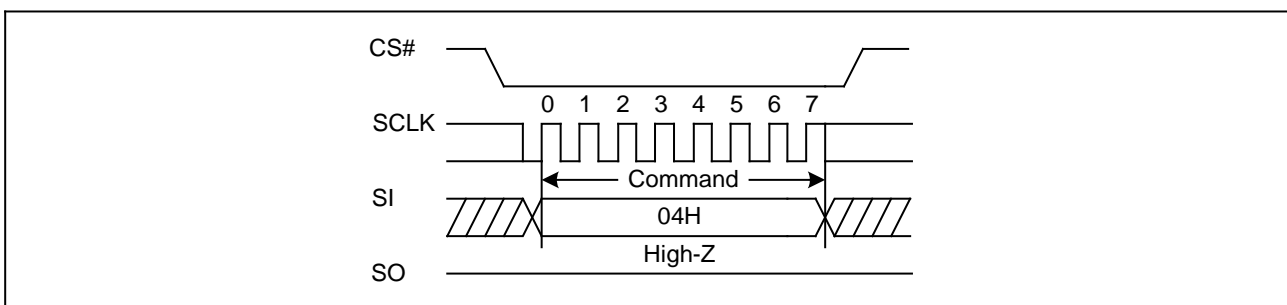 CS#
0 1 2 3 4 5 6 7
SCLK
Command
SI
04H
High-Z
SO